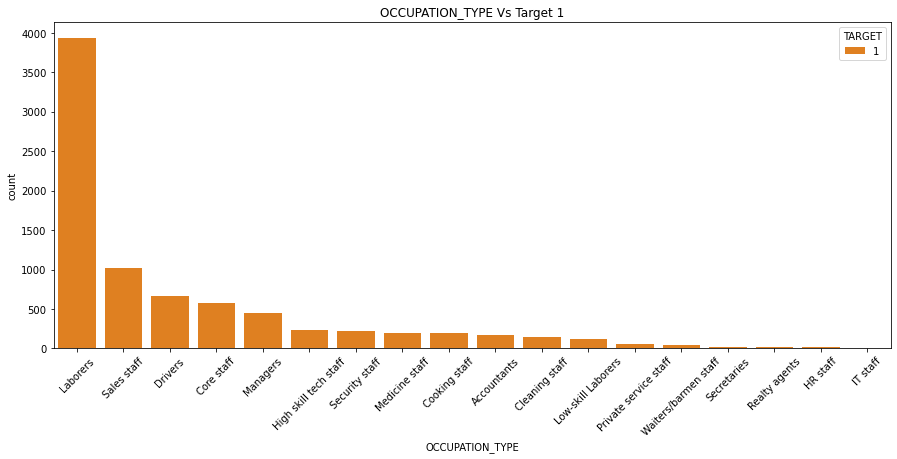 OCCUPATION_TYPE Vs Target 1
TARGET
1
count
4000
3500
3000
2500
2000
1500
1000
500
0
Laborers
Sales staff
Drivers
Core staff
Managers
High skill tech staff
Security staff
Medicine staff
Cooking staff
Accountants
Cleaning staff
Low-skill Laborers
Private service staff
Waiters/barmen staff
Secretaries
Realty agents
HR staff
IT staff
OCCUPATION_TYPE